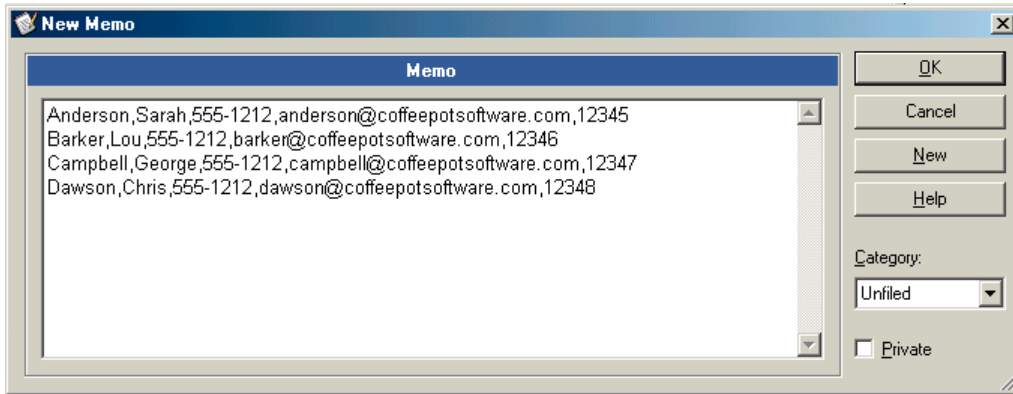 New Memo
Memo
Anderson,Sarah,555-1212,anderson@coffeepotsoftware.com,12345
Barker,Lou,555-1212,barker@coffeepotsoftware.com,12346
Campbell,George,555-1212,campbell@coffeepotsoftware.com,12347
Dawson,Chris,555-1212,dawson@coffeepotsoftware.com,12348
OK
Cancel
New
Help
Category:
Unfiled
Private